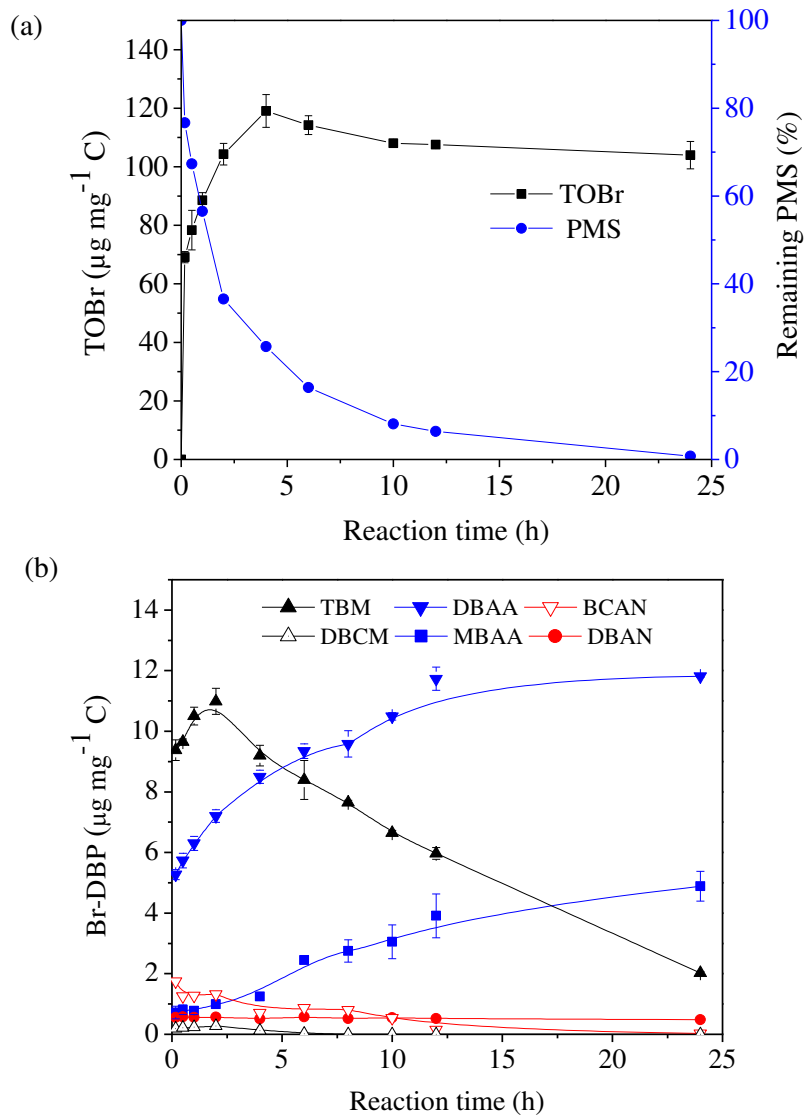 (a)
140
120
100
80
60
40
20
0
TOBr (µg mg⁻¹ C)
100
80
60
40
20
0
Remaining PMS (%)
TOBr
PMS
0 5 10 15 20 25
Reaction time (h)
(b)
14
12
10
8
6
4
2
0
Br-DBP (µg mg⁻¹ C)
TBM DBAA BCAN
DBCM MBAA DBAN
0 5 10 15 20 25
Reaction time (h)